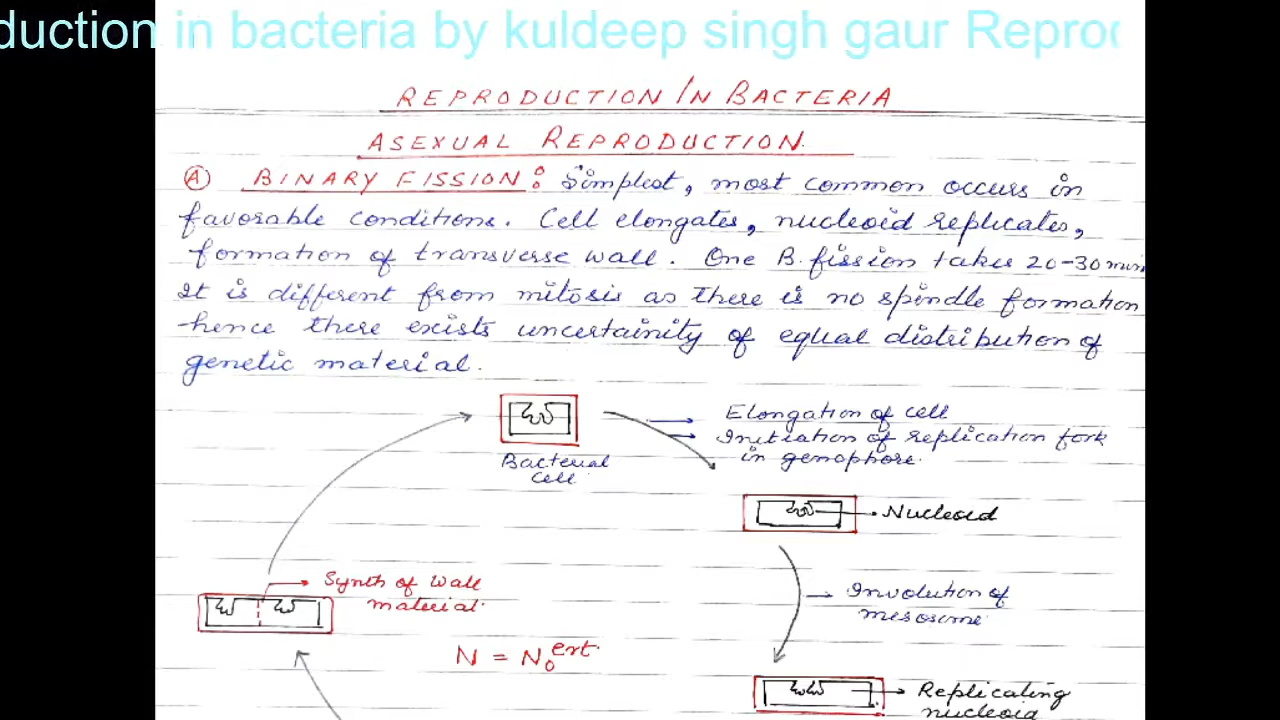 duction in bacteria by kuldeep singh gaur Repro
REPRODUCTION IN BACTERIA
ASEXUAL REPRODUCTION.
(A) BINARY FISSION: Simplest, most common occurs in
favorable conditions. Cell elongates, nucleoid replicates,
formation of transverse wall. One B. fission takes 20-30 min
It is different from mitosis as there is no spindle formation
hence there exists uncertainity of equal distribution of
genetic material.
Elongation of cell
Initiation of replication fork
in genophore.
Bacterial
Cell
Nucleoid
Synth of wall
material.
Involution of
mesosome
N = N₀ᵉʳᵗ·
Replicating
nucleoid